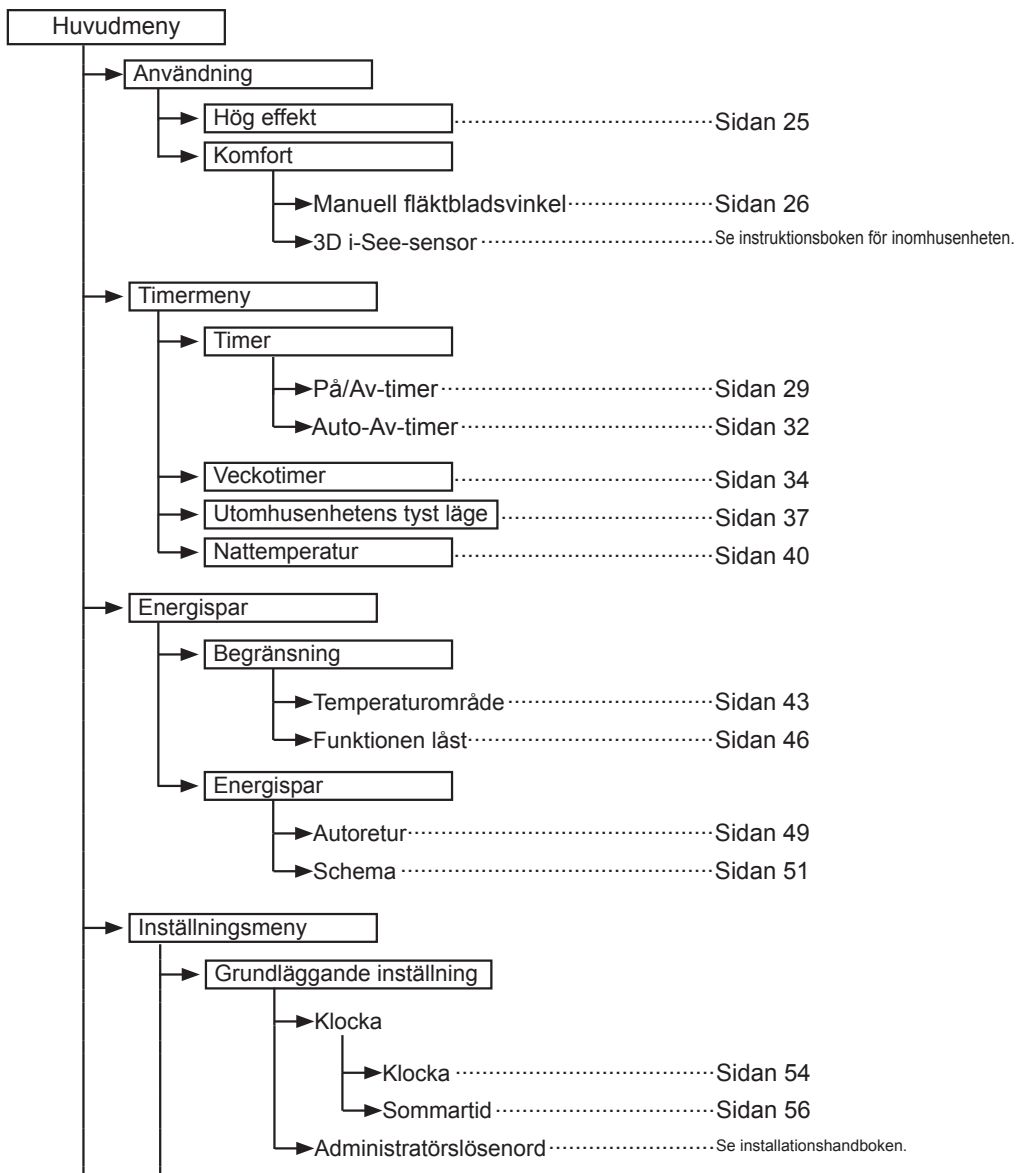 Huvudmeny
Användning
Hög effekt Sidan 25
Komfort
Manuell fläktbladsvinkel Sidan 26
3D i-See-sensor Se instruktionsboken för inomhusenheten.
Timermeny
Timer
På/Av-timer Sidan 29
Auto-Av-timer Sidan 32
Veckotimer Sidan 34
Utomhusenhetens tyst läge Sidan 37
Nattemperatur Sidan 40
Energispar
Begränsning
Temperaturområde Sidan 43
Funktionen låst Sidan 46
Energispar
Autoretur Sidan 49
Schema Sidan 51
Inställningsmeny
Grundläggande inställning
Klocka
Klocka Sidan 54
Sommartid Sidan 56
Administratörslösenord Se installationshandboken.